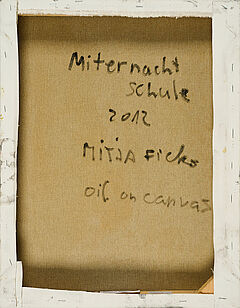 Miternacht
Schule
2012
MitjA Ficks
oil on canvas